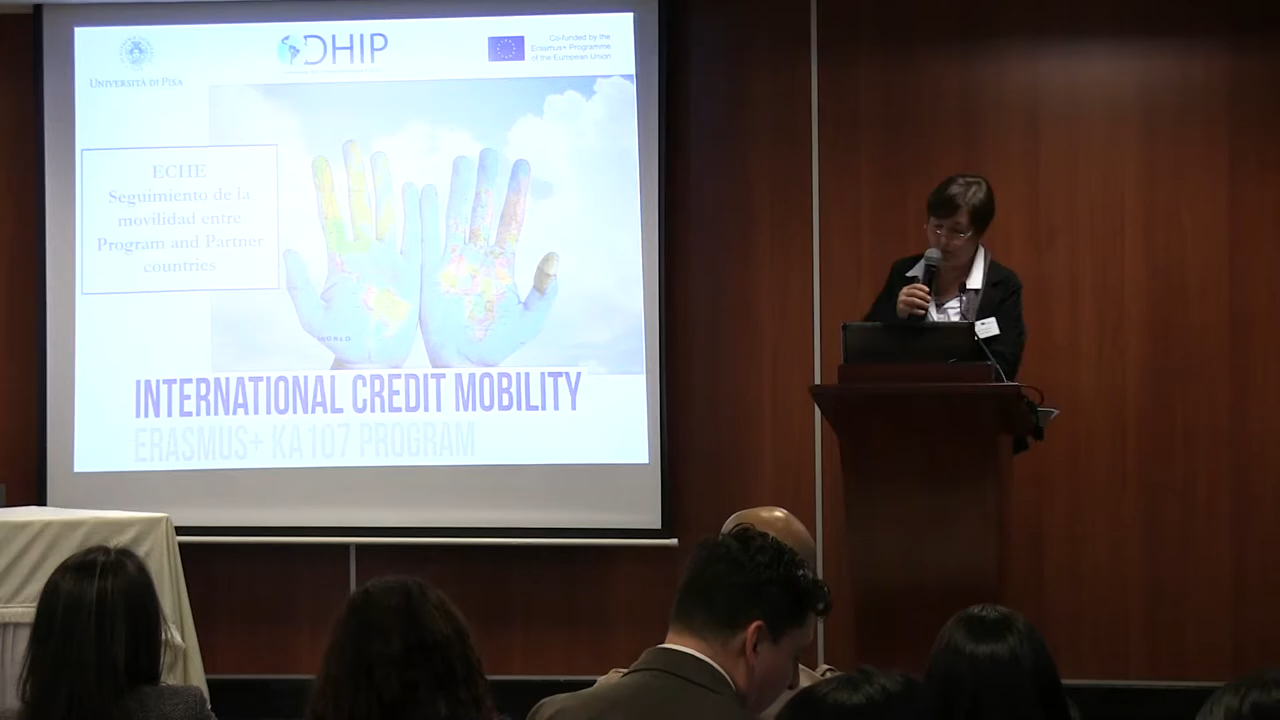 UNIVERSITÀ DI PISA
DHIP
Co-funded by the
Erasmus+ Programme
of the European Union
ECHE
Seguimiento de la
movilidad entre
Program and Partner
countries
WORLD
INTERNATIONAL CREDIT MOBILITY
ERASMUS+ KA107 PROGRAM